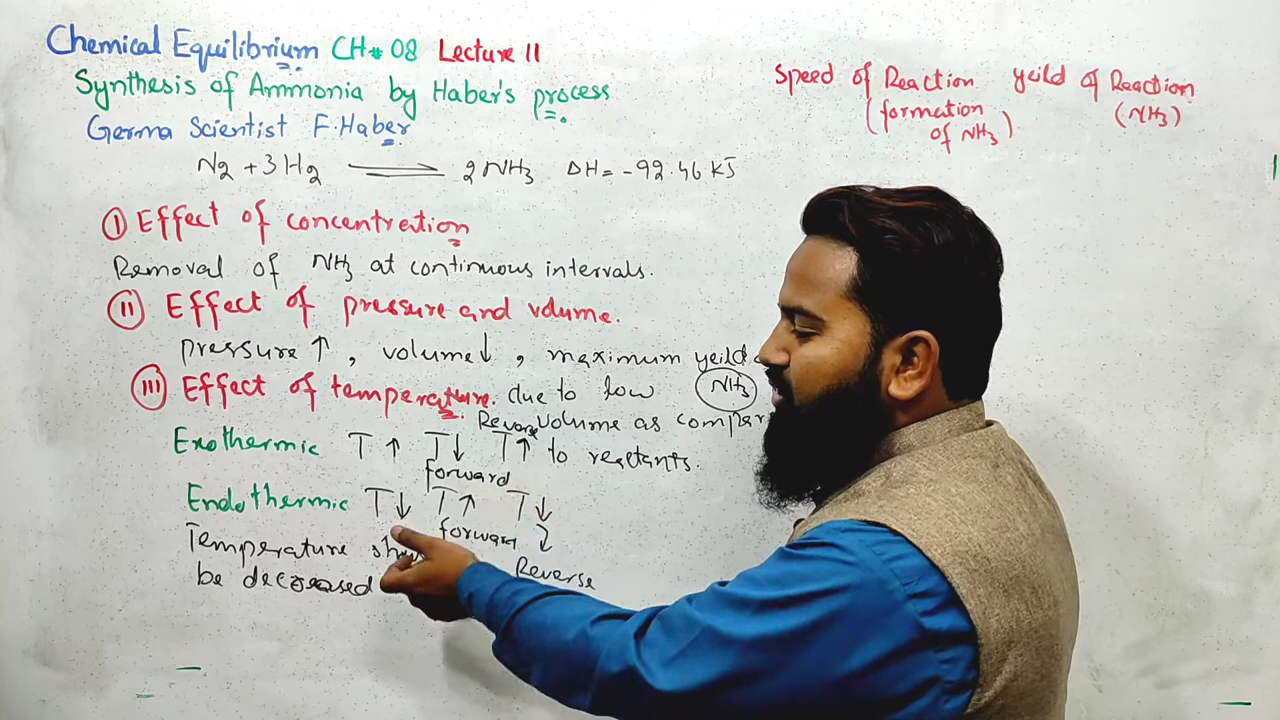 Chemical Equilibrium CH# 08 Lecture 11
Synthesis of Ammonia by Haber's process
Germa Scientist F. Haber
N2 + 3H2 ⇌ 2NH3 ΔH = -92.46 kJ
Speed of Reaction
(formation of NH3)
yeild of Reaction
(NH3)
I Effect of concentration
Removal of NH3 at continuous intervals.
II Effect of pressure and volume.
pressure ↑, volume ↓, maximum yeild
NH3
due to low
volume as
to reactants.
III Effect of temperature.
Exothermic T ↑ T ↓ T ↑
forward Reverse
Endothermic T ↓ T ↑ T ↓
forward Reverse
Temperature
be decreased